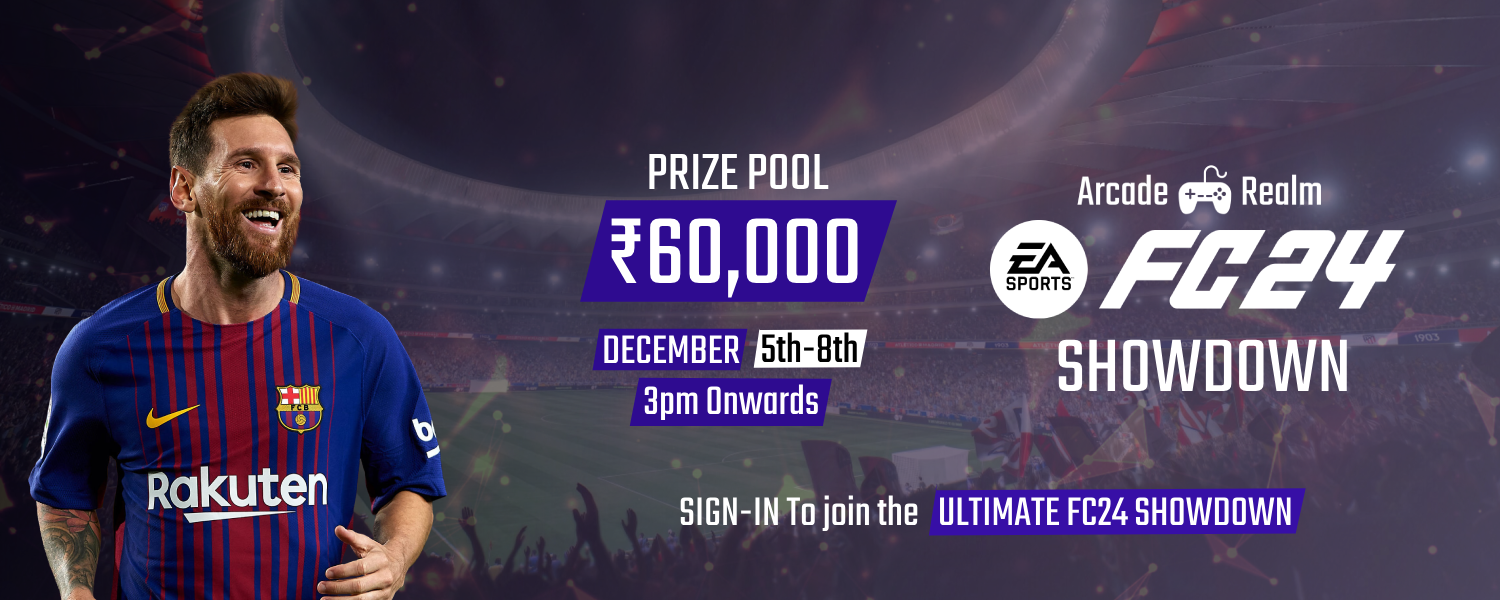 PRIZE POOL
₹60,000
DECEMBER 5th-8th
3pm Onwards
Arcade Realm
EA SPORTS FC24
SHOWDOWN
SIGN-IN To join the ULTIMATE FC24 SHOWDOWN
FCB
Rakuten
1903